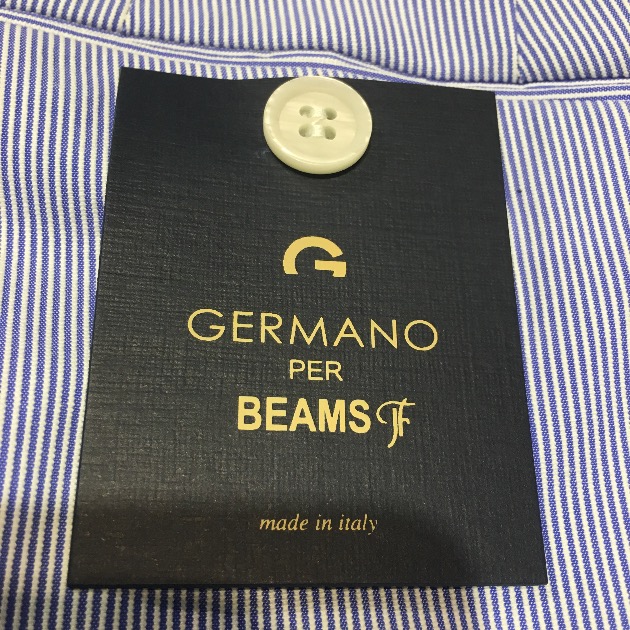 G
GERMANO
PER
BEAMS F
made in italy